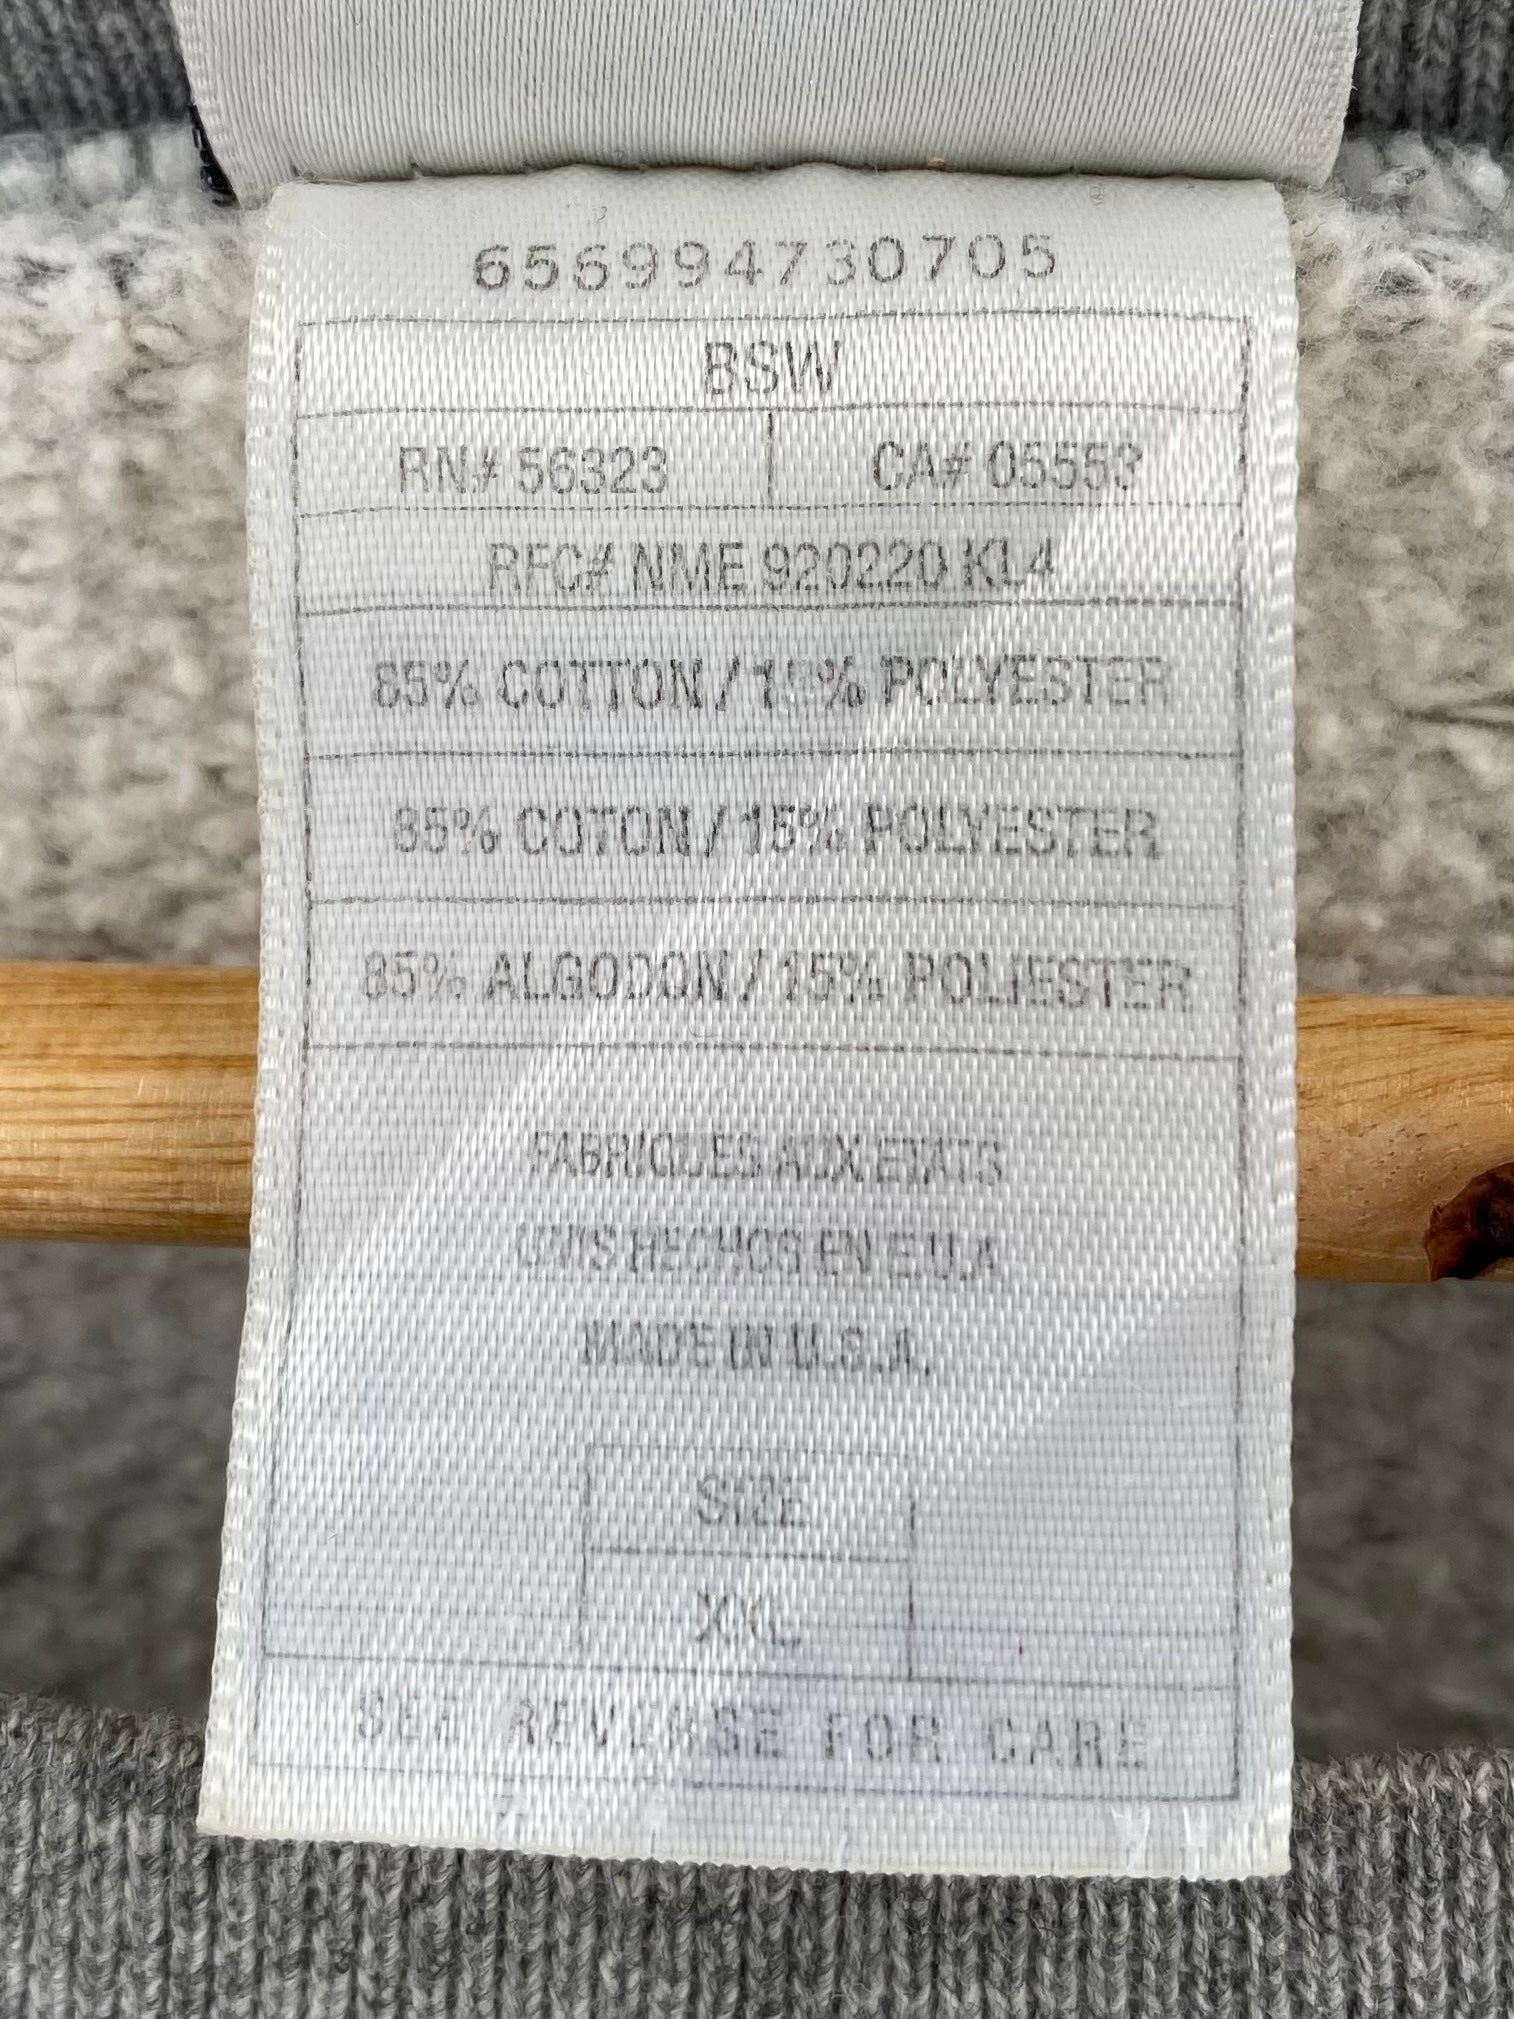 656994730705
BSW
RN# 56323
CA# 05553
RFC# NME 920220 KL4
85% COTTON / 15% POLYESTER
85% COTON / 15% POLYESTER
85% ALGODON / 15% POLIESTER
FABRIQUES AUX ETATS
UNIS HECHOS EN E.U.A
MADE IN U.S.A.
SIZE
XXL
SEE REVERSE FOR CARE